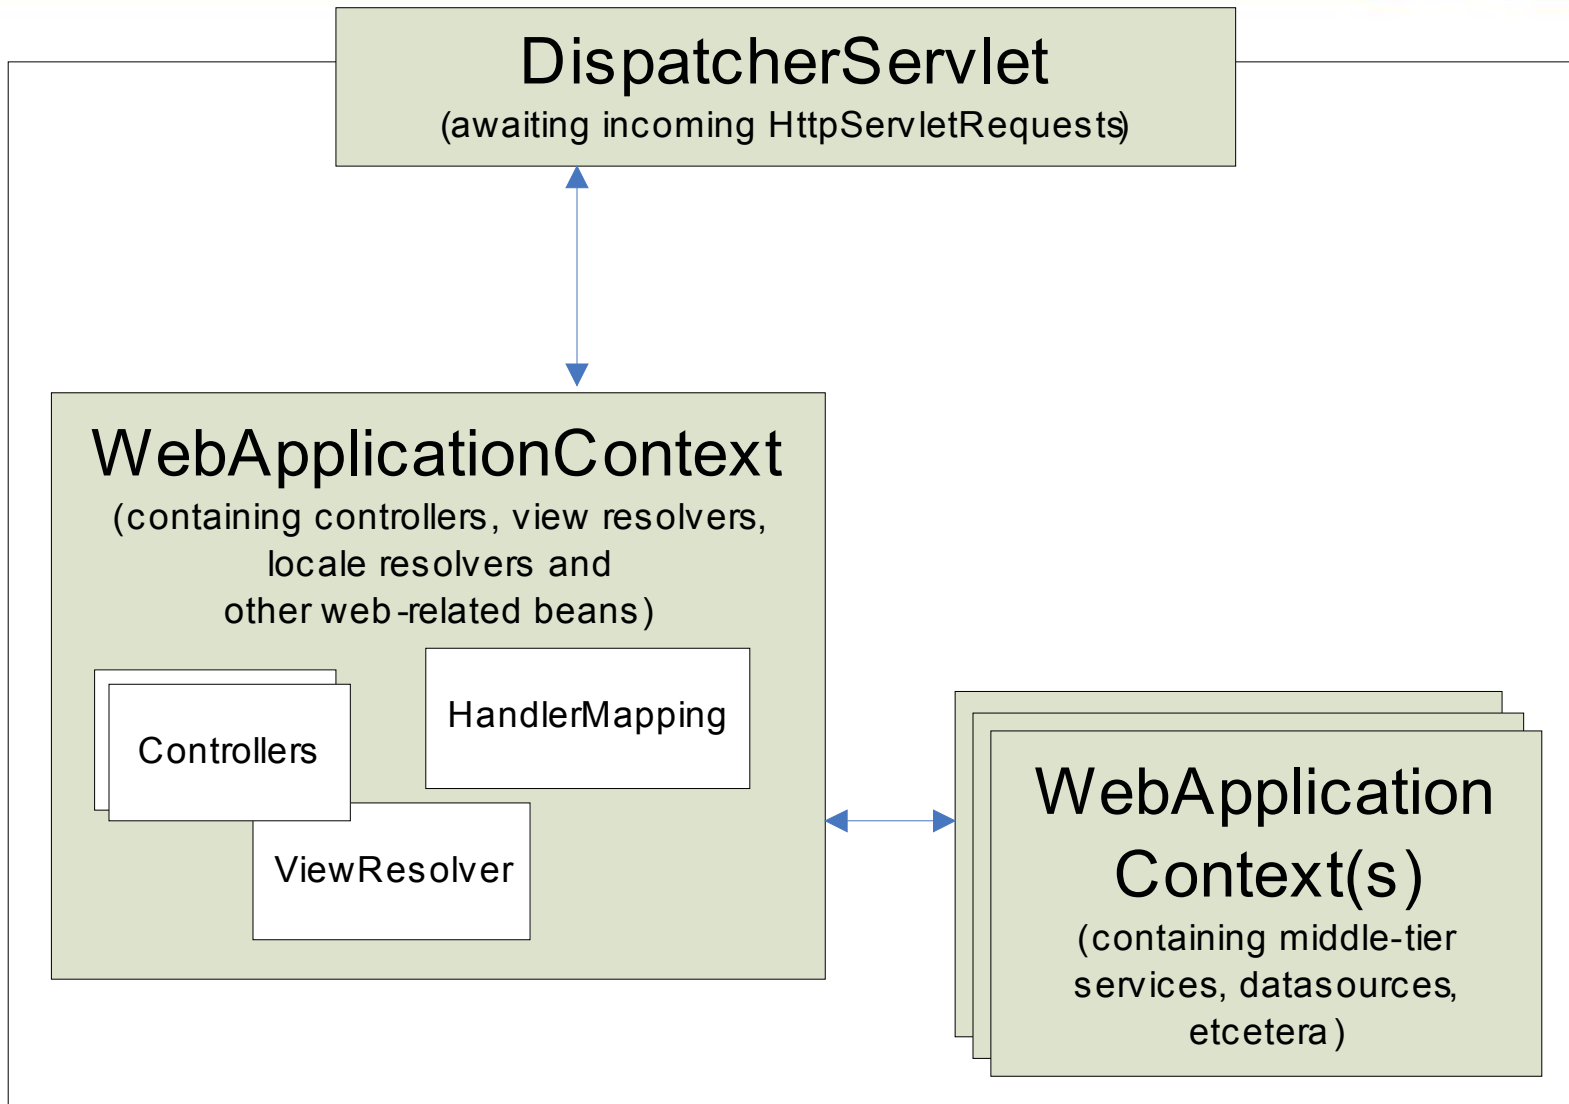 DispatcherServlet
(awaiting incoming HttpServletRequests)
WebApplicationContext
(containing controllers, view resolvers,
locale resolvers and
other web-related beans)
HandlerMapping
Controllers
ViewResolver
WebApplication
Context(s)
(containing middle-tier
services, datasources,
etcetera)